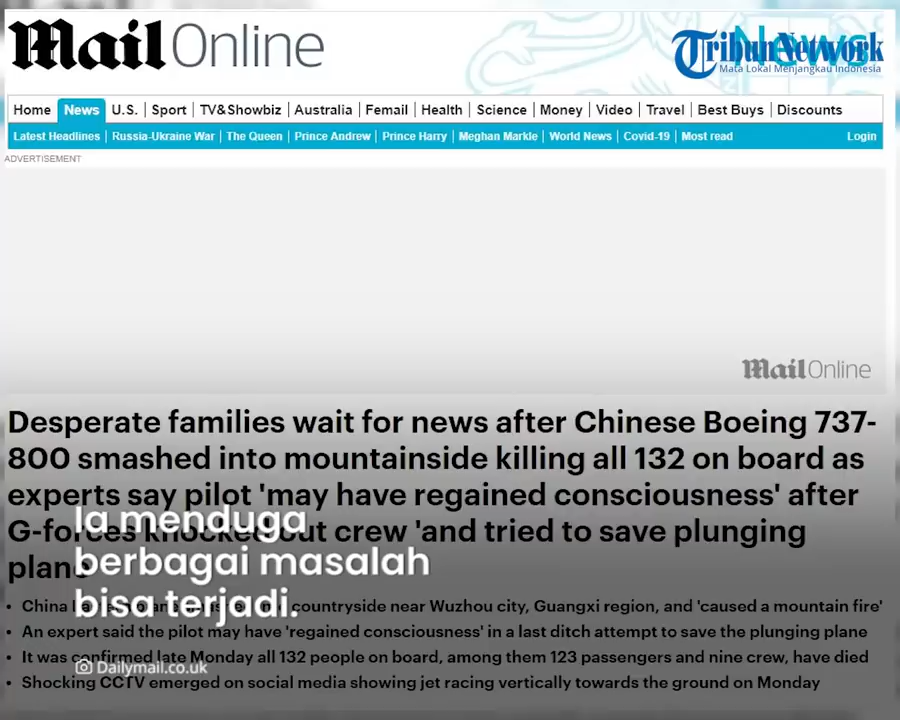 Mail Online
TribunNetwork
News
Mata Lokal Menjangkau Indonesia
Home News U.S. Sport TV&Showbiz Australia Femail Health Science Money Video Travel Best Buys Discounts
Latest Headlines Russia-Ukraine War The Queen Prince Andrew Prince Harry Meghan Markle World News Covid-19 Most read Login
ADVERTISEMENT
Mail Online
Desperate families wait for news after Chinese Boeing 737-
800 smashed into mountainside killing all 132 on board as
experts say pilot 'may have regained consciousness' after
G-forces knocked out crew 'and tried to save plunging
plane
Ia menduga
berbagai masalah
bisa terjadi.
• China countryside near Wuzhou city, Guangxi region, and 'caused a mountain fire'
• An expert said the pilot may have 'regained consciousness' in a last ditch attempt to save the plunging plane
• It was confirmed late Monday all 132 people on board, among them 123 passengers and nine crew, have died
Dailymail.co.uk
• Shocking CCTV emerged on social media showing jet racing vertically towards the ground on Monday